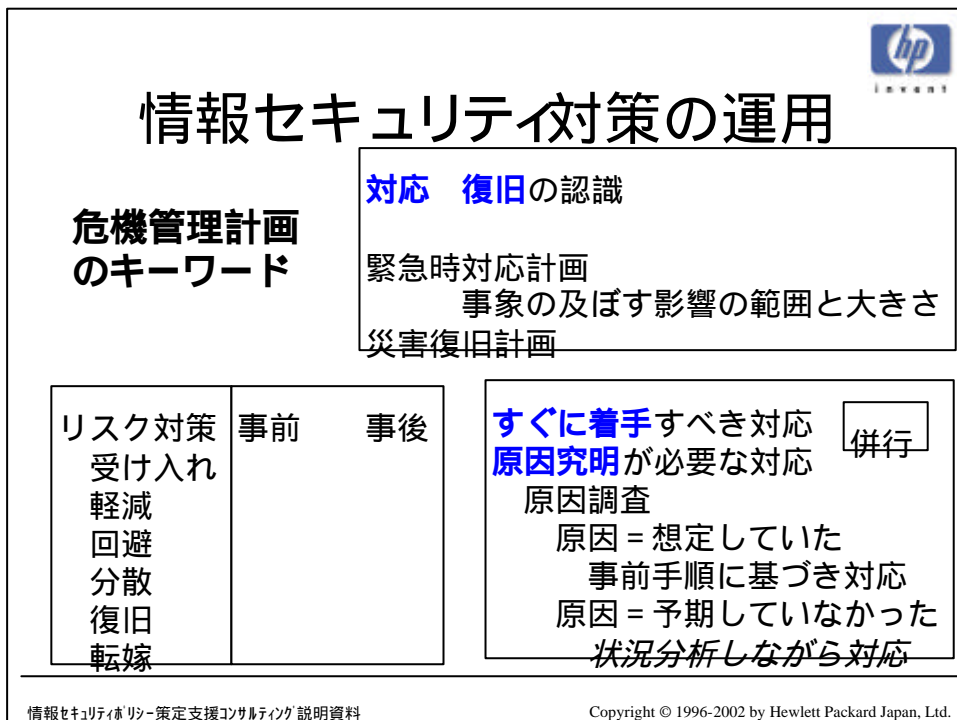 hp
invent
情報セキュリティ対策の運用
危機管理計画
のキーワード
対応　復旧の認識
緊急時対応計画
事象の及ぼす影響の範囲と大きさ
災害復旧計画
リスク対策 事前　事後
受け入れ
軽減
回避
分散
復旧
転嫁
すぐに着手すべき対応
併行
原因究明が必要な対応
原因調査
原因=想定していた
事前手順に基づき対応
原因=予期していなかった
状況分析しながら対応
情報ｾｷｭﾘﾃｨﾎﾟﾘｼｰ策定支援ｺﾝｻﾙﾃｨﾝｸﾞ説明資料
Copyright © 1996-2002 by Hewlett Packard Japan, Ltd.